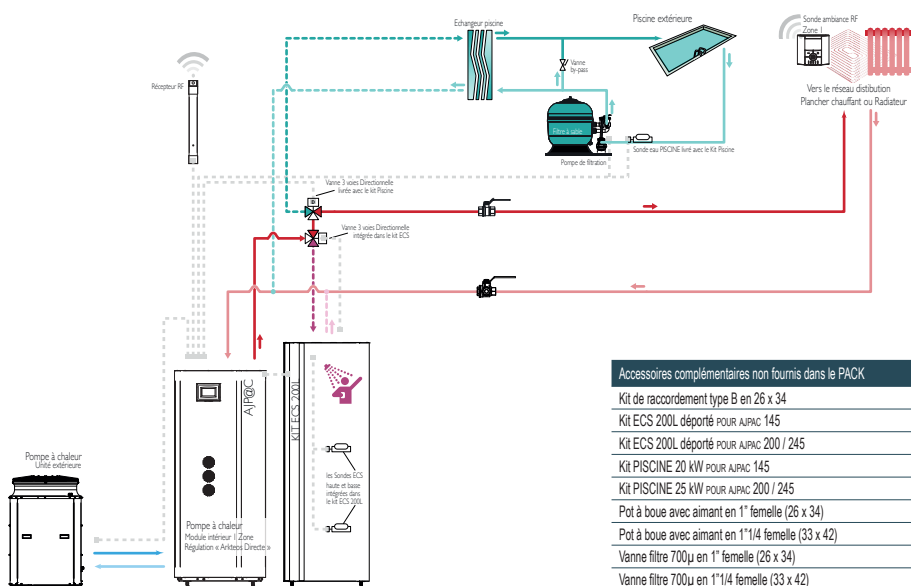 Echangeur piscine
Piscine extérieure
Sonde ambiance RF
Zone 1
Vanne
by-pass
Récepteur RF
Vers le réseau distibution
Plancher chauffant ou Radiateur
Filtre à sable
Sonde eau PISCINE livré avec le Kit Piscine
Pompe de filtration
Vanne 3 voies Directionnelle
livrée avec le kit Piscine
Vanne 3 voies Directionnelle
intégrée dans le kit ECS
AJP@C
KIT ECS 200L
les Sondes ECS
haute et basse
intégrées dans
le kit ECS 200L
Pompe à chaleur
Unité extérieure
Pompe à chaleur
Module intérieur 1 Zone
Régulation « Arkteos Directe »
Accessoires complémentaires non fournis dans le PACK
Kit de raccordement type B en 26 x 34
Kit ECS 200L déporté POUR AJPAC 145
Kit ECS 200L déporté POUR AJPAC 200 / 245
Kit PISCINE 20 kW POUR AJPAC 145
Kit PISCINE 25 kW POUR AJPAC 200 / 245
Pot à boue avec aimant en 1" femelle (26 x 34)
Pot à boue avec aimant en 1"1/4 femelle (33 x 42)
Vanne filtre 700µ en 1" femelle (26 x 34)
Vanne filtre 700µ en 1"1/4 femelle (33 x 42)